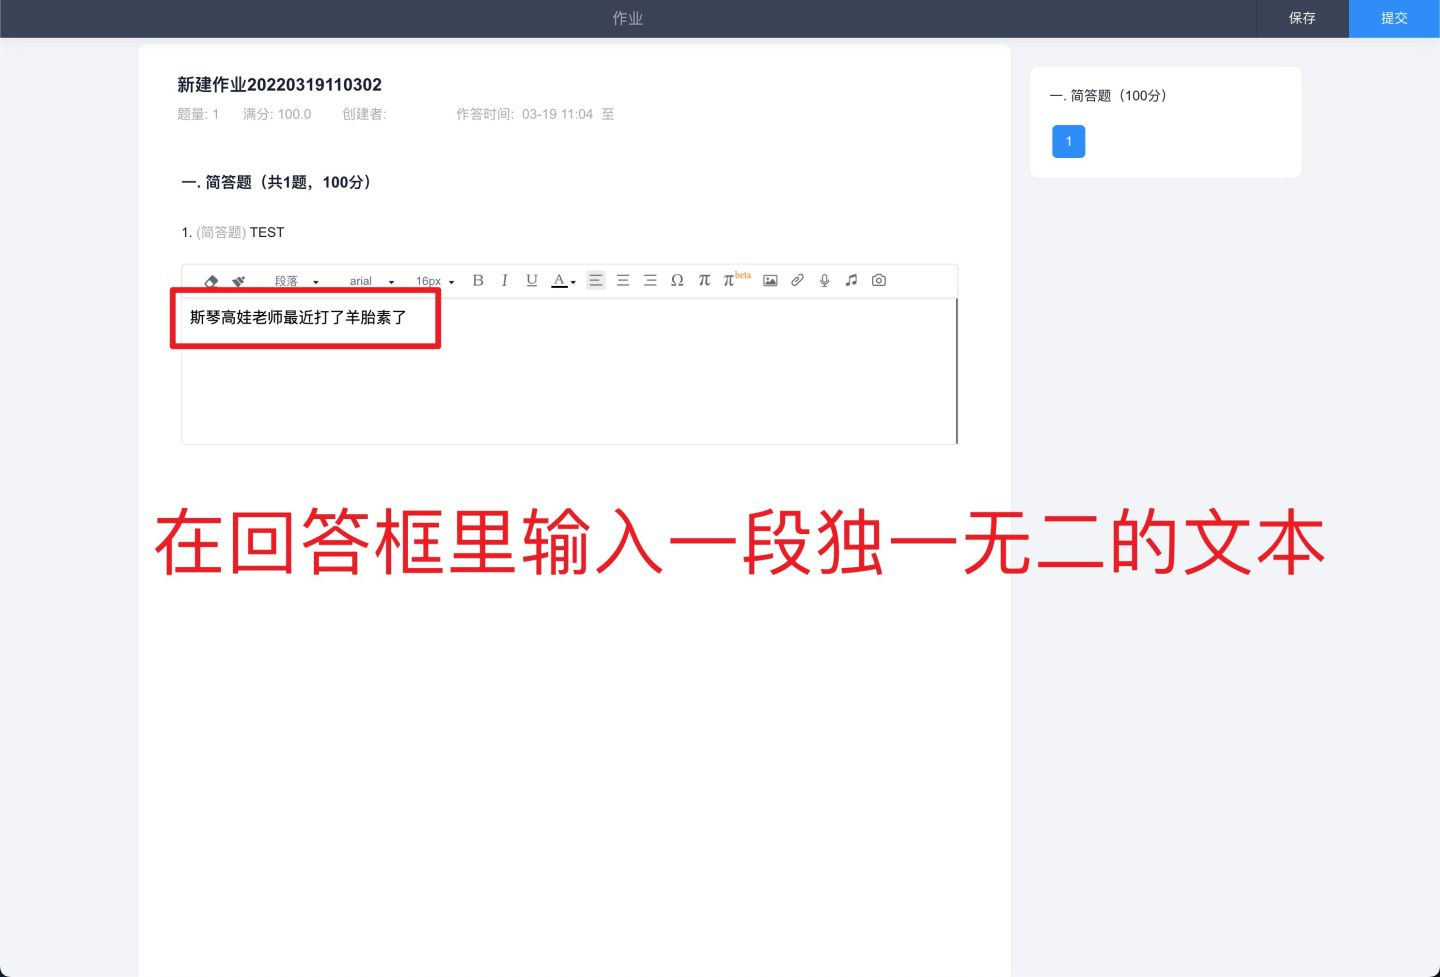 作业
保存
提交
新建作业20220319110302
题量: 1 满分: 100.0 创建者: 作答时间: 03-19 11:04 至
一. 简答题（共1题，100分）
1. (简答题) TEST
段落 arial 16px B I U A Ω π π beta
斯琴高娃老师最近打了羊胎素了
在回答框里输入一段独一无二的文本
一. 简答题（100分）
1